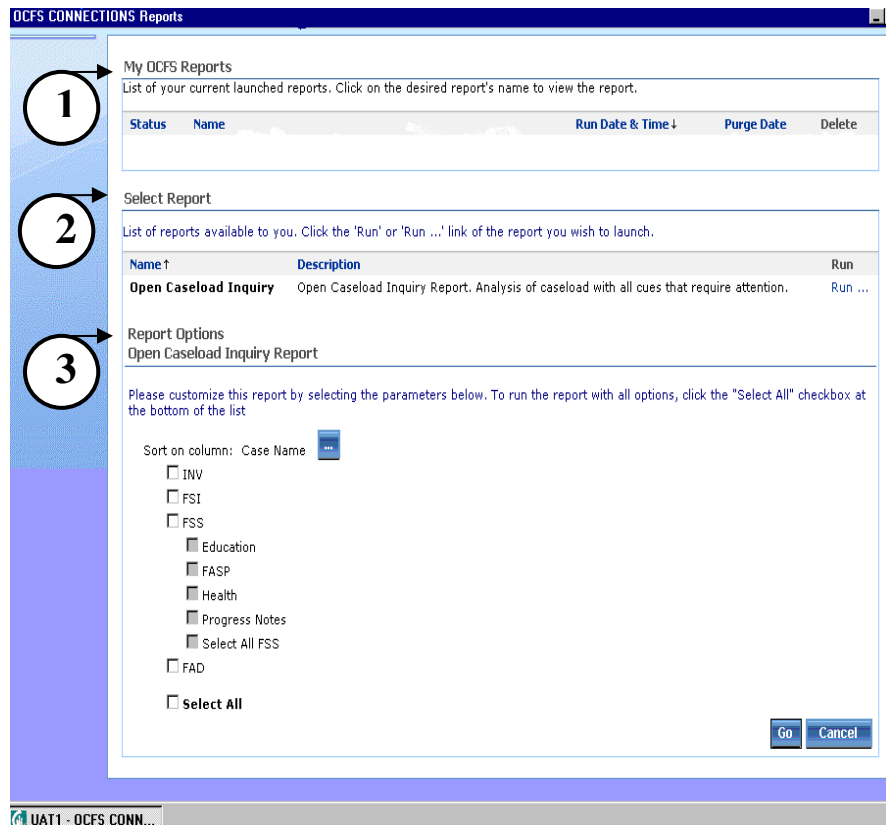 OCFS CONNECTIONS Reports
1
My OCFS Reports
List of your current launched reports. Click on the desired report's name to view the report.
Status Name Run Date & Time↓ Purge Date Delete
2
Select Report
List of reports available to you. Click the 'Run' or 'Run ...' link of the report you wish to launch.
Name↑ Description Run
Open Caseload Inquiry Open Caseload Inquiry Report. Analysis of caseload with all cues that require attention. Run ...
3
Report Options
Open Caseload Inquiry Report
Please customize this report by selecting the parameters below. To run the report with all options, click the "Select All" checkbox at
the bottom of the list
Sort on column: Case Name ...
INV
FSI
FSS
Education
FASP
Health
Progress Notes
Select All FSS
FAD
Select All
Go Cancel
UAT1 - OCFS CONN...